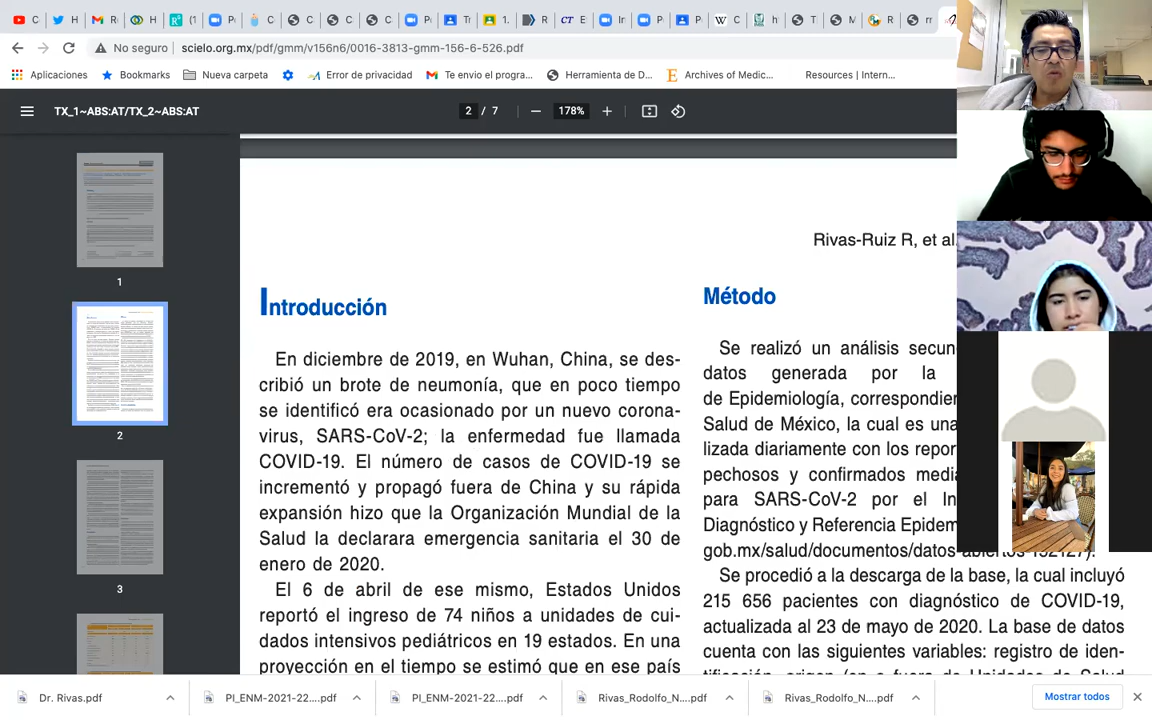 No seguro
scielo.org.mx/pdf/gmm/v156n6/0016-3813-gmm-156-6-526.pdf
Aplicaciones
Bookmarks
Nueva carpeta
Error de privacidad
Te envio el progra...
Herramienta de D...
Archives of Medic...
Resources | Intern...
TX_1~ABS:AT/TX_2~ABS:AT
2 / 7
178%
1
2
3
Rivas-Ruiz R, et al.
Introducción
En diciembre de 2019, en Wuhan, China, se des-
cribió un brote de neumonía, que en poco tiempo
se identificó era ocasionado por un nuevo corona-
virus, SARS-CoV-2; la enfermedad fue llamada
COVID-19. El número de casos de COVID-19 se
incrementó y propagó fuera de China y su rápida
expansión hizo que la Organización Mundial de la
Salud la declarara emergencia sanitaria el 30 de
enero de 2020.
El 6 de abril de ese mismo, Estados Unidos
reportó el ingreso de 74 niños a unidades de cui-
dados intensivos pediátricos en 19 estados. En una
proyección en el tiempo se estimó que en ese país
Método
Se realizó un análisis secun
datos generada por la
de Epidemiología, correspondien
Salud de México, la cual es una
lizada diariamente con los repor
pechosos y confirmados media
para SARS-CoV-2 por el In
Diagnóstico y Referencia Epidem
gob.mx/salud/documentos/datos-abiertos-152127).
Se procedió a la descarga de la base, la cual incluyó
215 656 pacientes con diagnóstico de COVID-19,
actualizada al 23 de mayo de 2020. La base de datos
cuenta con las siguientes variables: registro de iden-
tificación, origen (en o fuera de Unidades de Salud
Dr. Rivas.pdf
PI_ENM-2021-22....pdf
PI_ENM-2021-22....pdf
Rivas_Rodolfo_N....pdf
Rivas_Rodolfo_N....pdf
Mostrar todos